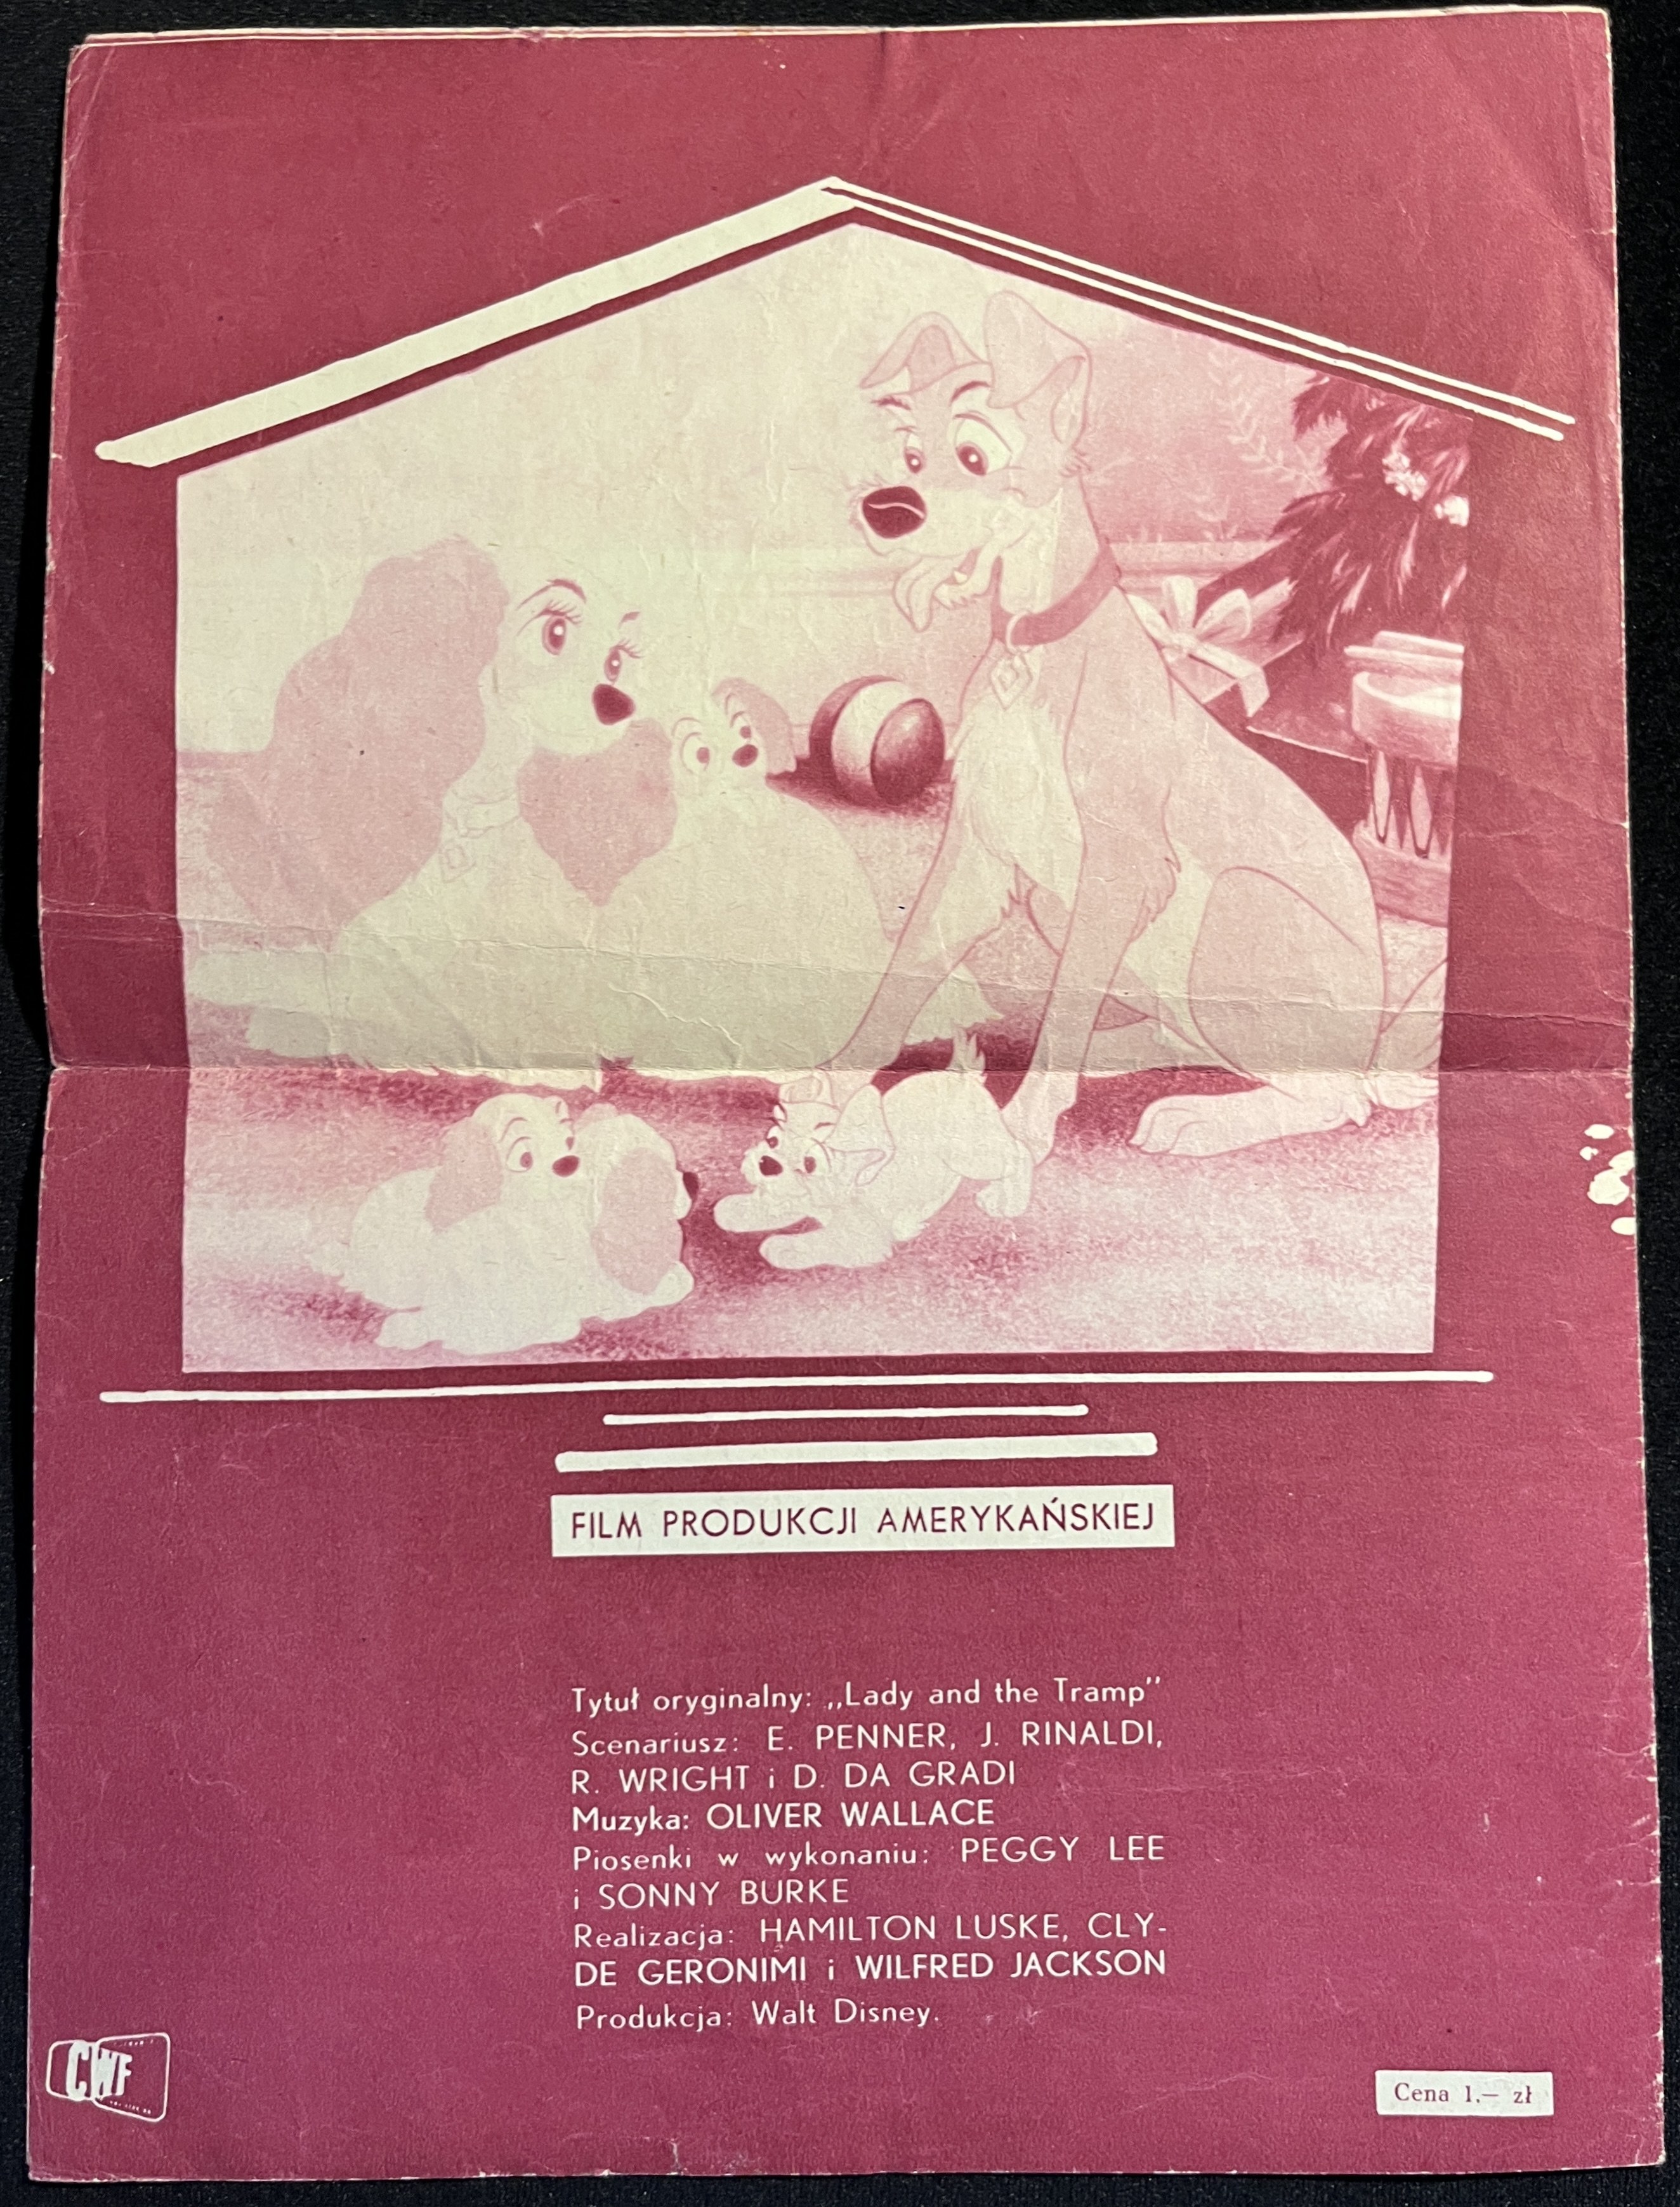 FILM PRODUKCJI AMERYKAŃSKIEJ
Tytuł oryginalny: „Lady and the Tramp”
Scenariusz: E. PENNER, J. RINALDI,
R. WRIGHT i D. DA GRADI
Muzyka: OLIVER WALLACE
Piosenki w wykonaniu: PEGGY LEE
i SONNY BURKE
Realizacja: HAMILTON LUSKE, CLY-
DE GERONIMI i WILFRED JACKSON
Produkcja: Walt Disney.
CWF
Cena 1.— zł